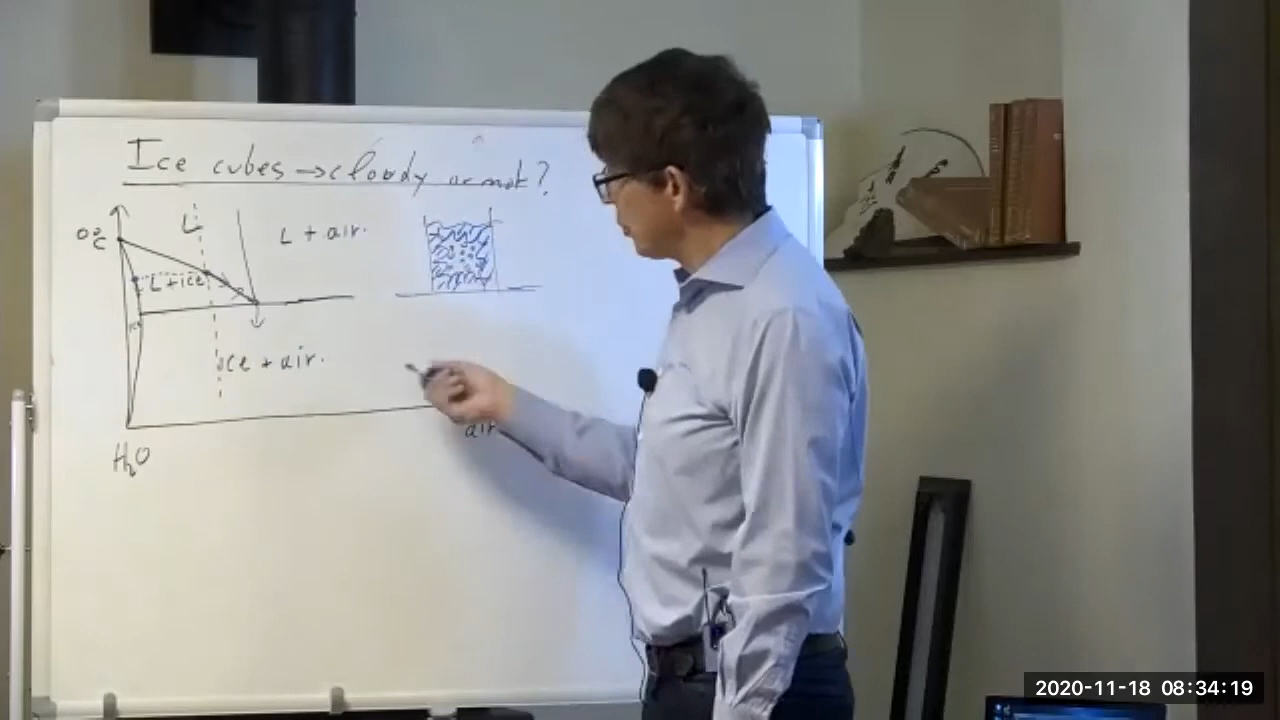 Ice cubes → cloudy or not?
0°C
L
L + air.
L+ice
ice + air.
air
H₂O
2020-11-18 08:34:19